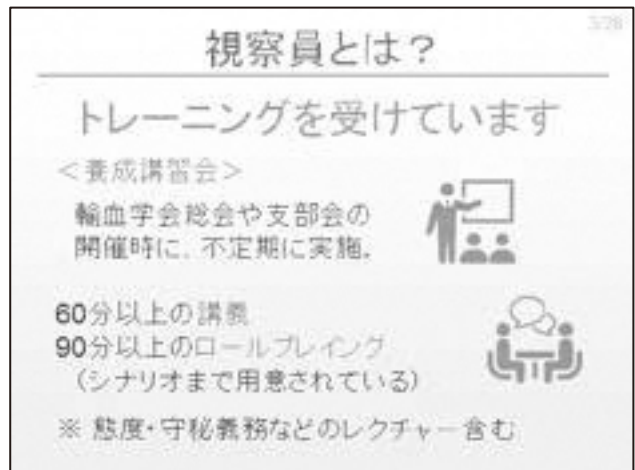 3/28
視察員とは？
トレーニングを受けています
＜養成講習会＞
輸血学会総会や支部会の
開催時に、不定期に実施。
60分以上の講義
90分以上のロールプレイング
（シナリオまで用意されている）
※ 態度・守秘義務などのレクチャー含む